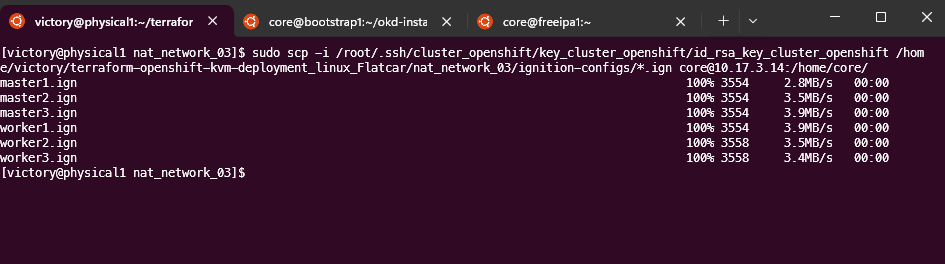 victory@physical1:~/terrafor
core@bootstrap1:~/okd-insta
core@freeipa1:~
[victory@physical1 nat_network_03]$ sudo scp -i /root/.ssh/cluster_openshift/key_cluster_openshift/id_rsa_key_cluster_openshift /hom
e/victory/terraform-openshift-kvm-deployment_linux_Flatcar/nat_network_03/ignition-configs/*.ign core@10.17.3.14:/home/core/
master1.ign 100% 3554 2.8MB/s 00:00
master2.ign 100% 3554 3.5MB/s 00:00
master3.ign 100% 3554 3.9MB/s 00:00
worker1.ign 100% 3554 3.9MB/s 00:00
worker2.ign 100% 3558 3.5MB/s 00:00
worker3.ign 100% 3558 3.4MB/s 00:00
[victory@physical1 nat_network_03]$